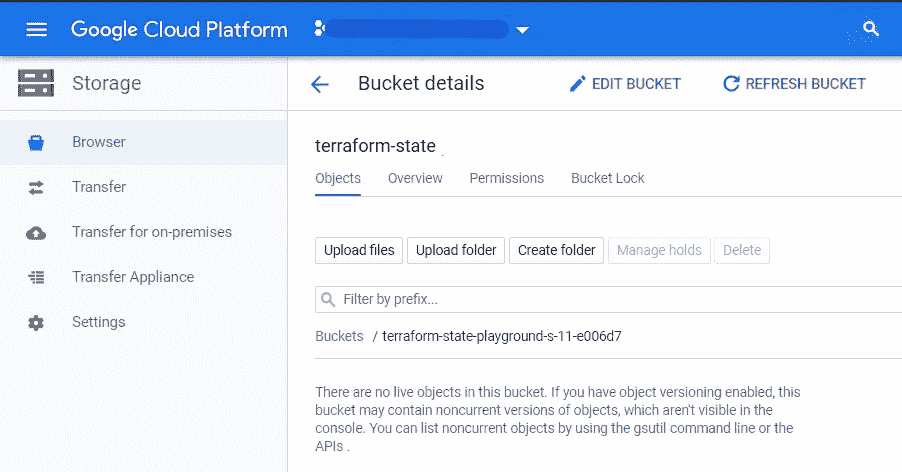 Google Cloud Platform
Storage
Bucket details
EDIT BUCKET
REFRESH BUCKET
Browser
Transfer
Transfer for on-premises
Transfer Appliance
Settings
terraform-state
Objects Overview Permissions Bucket Lock
Upload files Upload folder Create folder Manage holds Delete
Filter by prefix...
Buckets / terraform-state-playground-s-11-e006d7
There are no live objects in this bucket. If you have object versioning enabled, this
bucket may contain noncurrent versions of objects, which aren't visible in the
console. You can list noncurrent objects by using the gsutil command line or the
APIs .